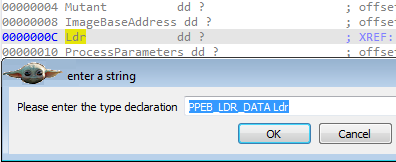 00000004 Mutant dd ? ; offset
00000008 ImageBaseAddress dd ? ; offset
0000000C Ldr dd ? ; XREF:
00000010 ProcessParameters dd ? ; offset
enter a string
Please enter the type declaration PPEB_LDR_DATA Ldr
OK Cancel